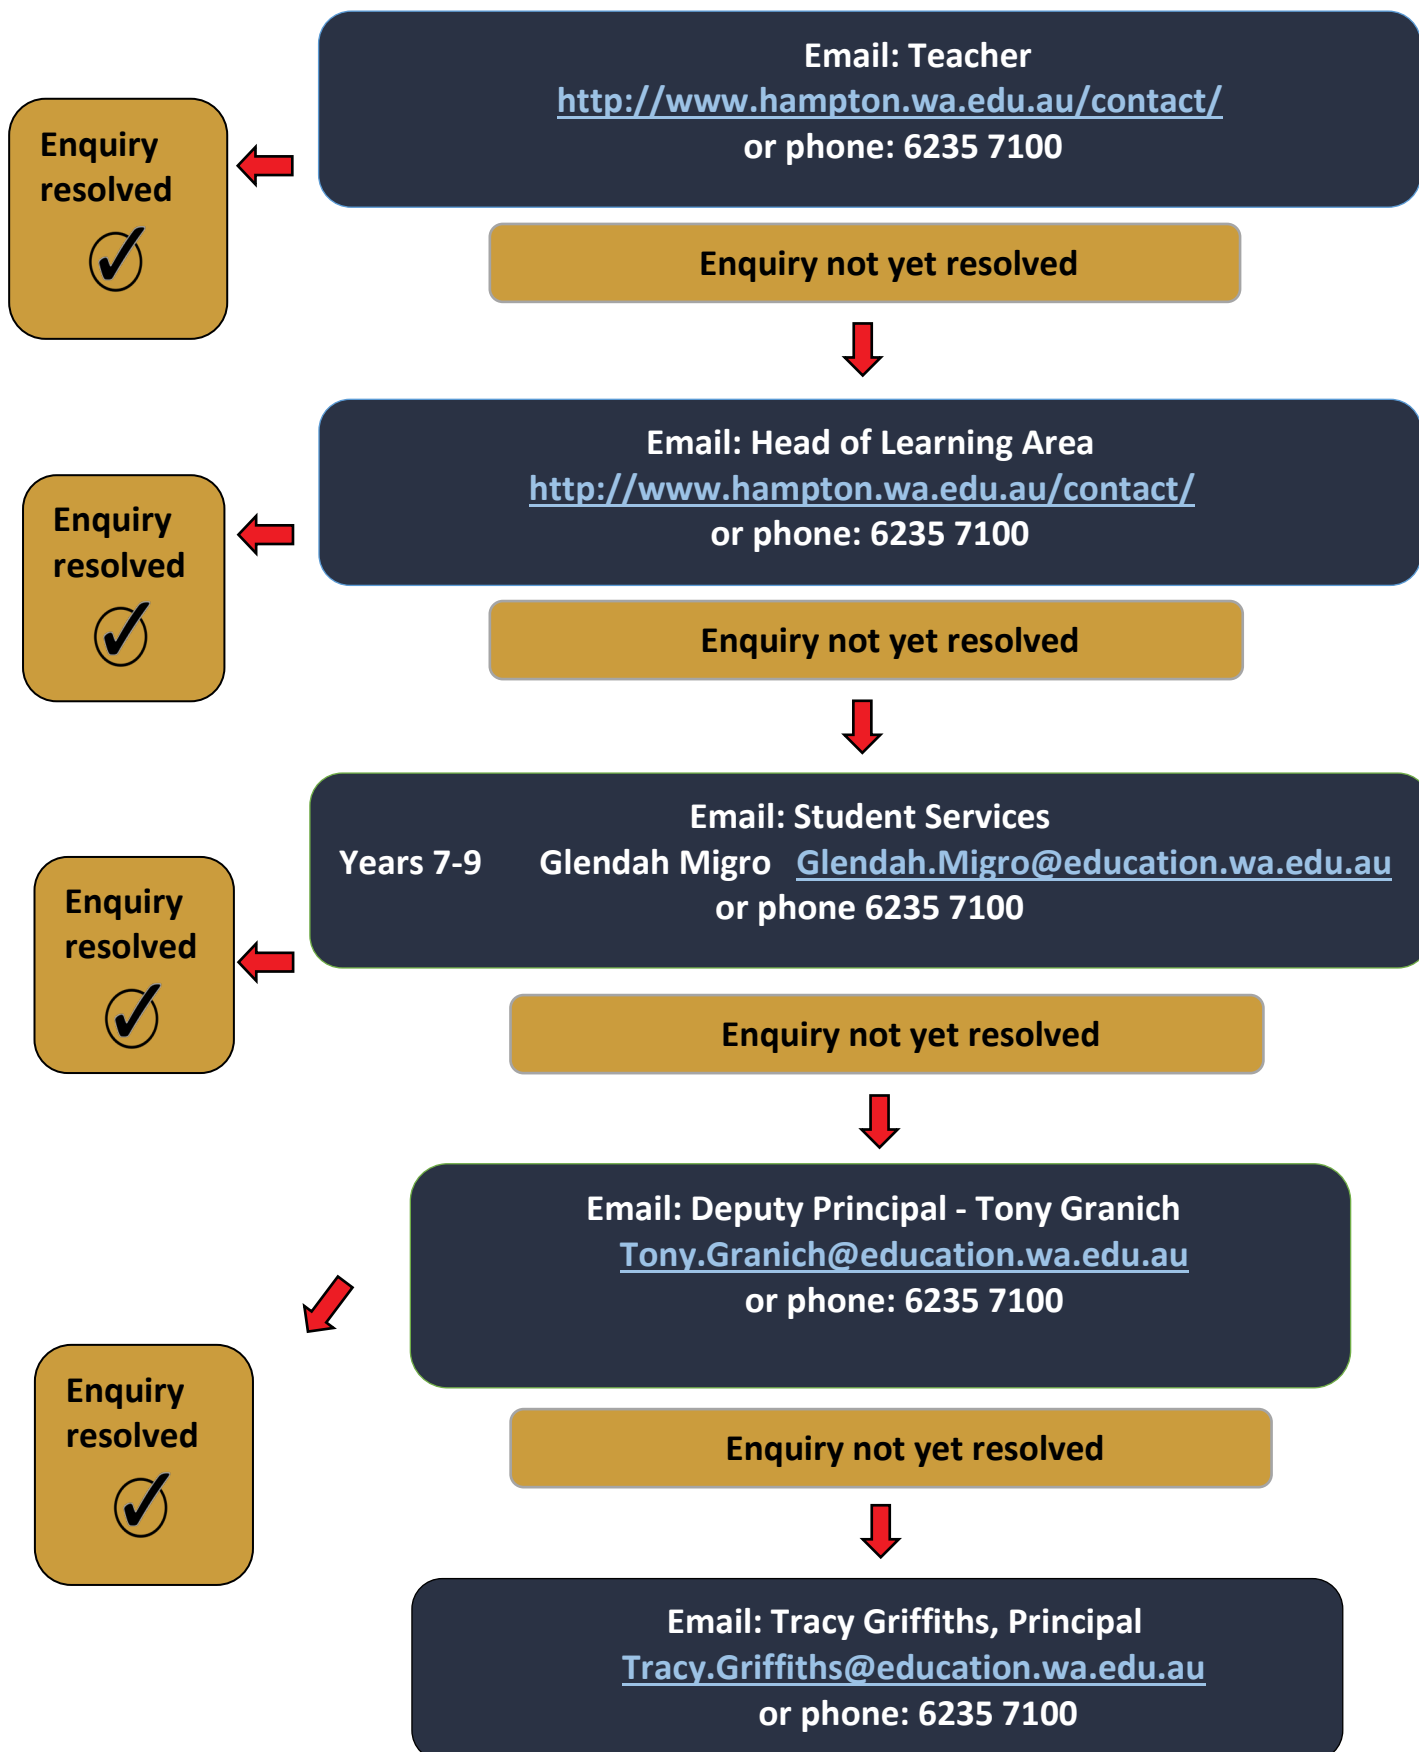 Email: Teacher
http://www.hampton.wa.edu.au/contact/
or phone: 6235 7100
Enquiry
resolved
Enquiry not yet resolved
Email: Head of Learning Area
http://www.hampton.wa.edu.au/contact/
or phone: 6235 7100
Enquiry
resolved
Enquiry not yet resolved
Email: Student Services
Years 7-9 Glendah Migro Glendah.Migro@education.wa.edu.au
or phone 6235 7100
Enquiry
resolved
Enquiry not yet resolved
Email: Deputy Principal - Tony Granich
Tony.Granich@education.wa.edu.au
or phone: 6235 7100
Enquiry
resolved
Enquiry not yet resolved
Email: Tracy Griffiths, Principal
Tracy.Griffiths@education.wa.edu.au
or phone: 6235 7100